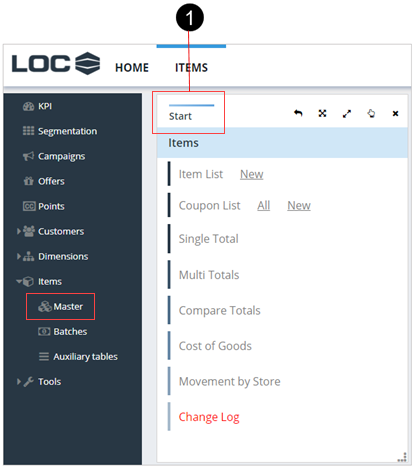 1
LOC HOME ITEMS
KPI
Segmentation
Campaigns
Offers
Points
Customers
Dimensions
Items
Master
Batches
Auxiliary tables
Tools
Start
Items
Item List New
Coupon List All New
Single Total
Multi Totals
Compare Totals
Cost of Goods
Movement by Store
Change Log